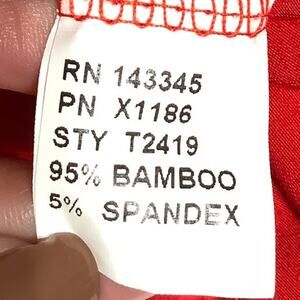 RN 143345
PN X1186
STY T2419
95% BAMBOO
5% SPANDEX